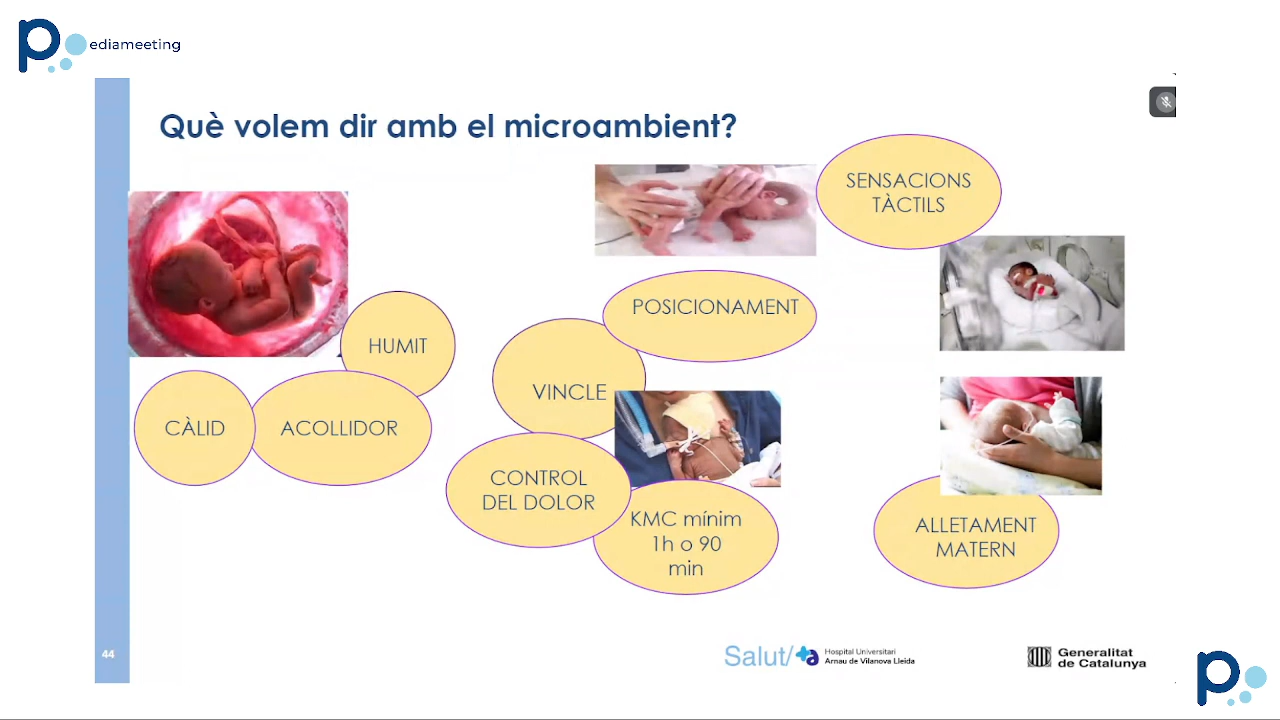 Pediameeting
Què volem dir amb el microambient?
SENSACIONS
TÀCTILS
POSICIONAMENT
HUMIT
VINCLE
CÀLID
ACOLLIDOR
CONTROL
DEL DOLOR
KMC mínim
1h o 90
min
ALLETAMENT
MATERN
44
Salut/
Hospital Universitari
Arnau de Vilanova Lleida
Generalitat
de Catalunya